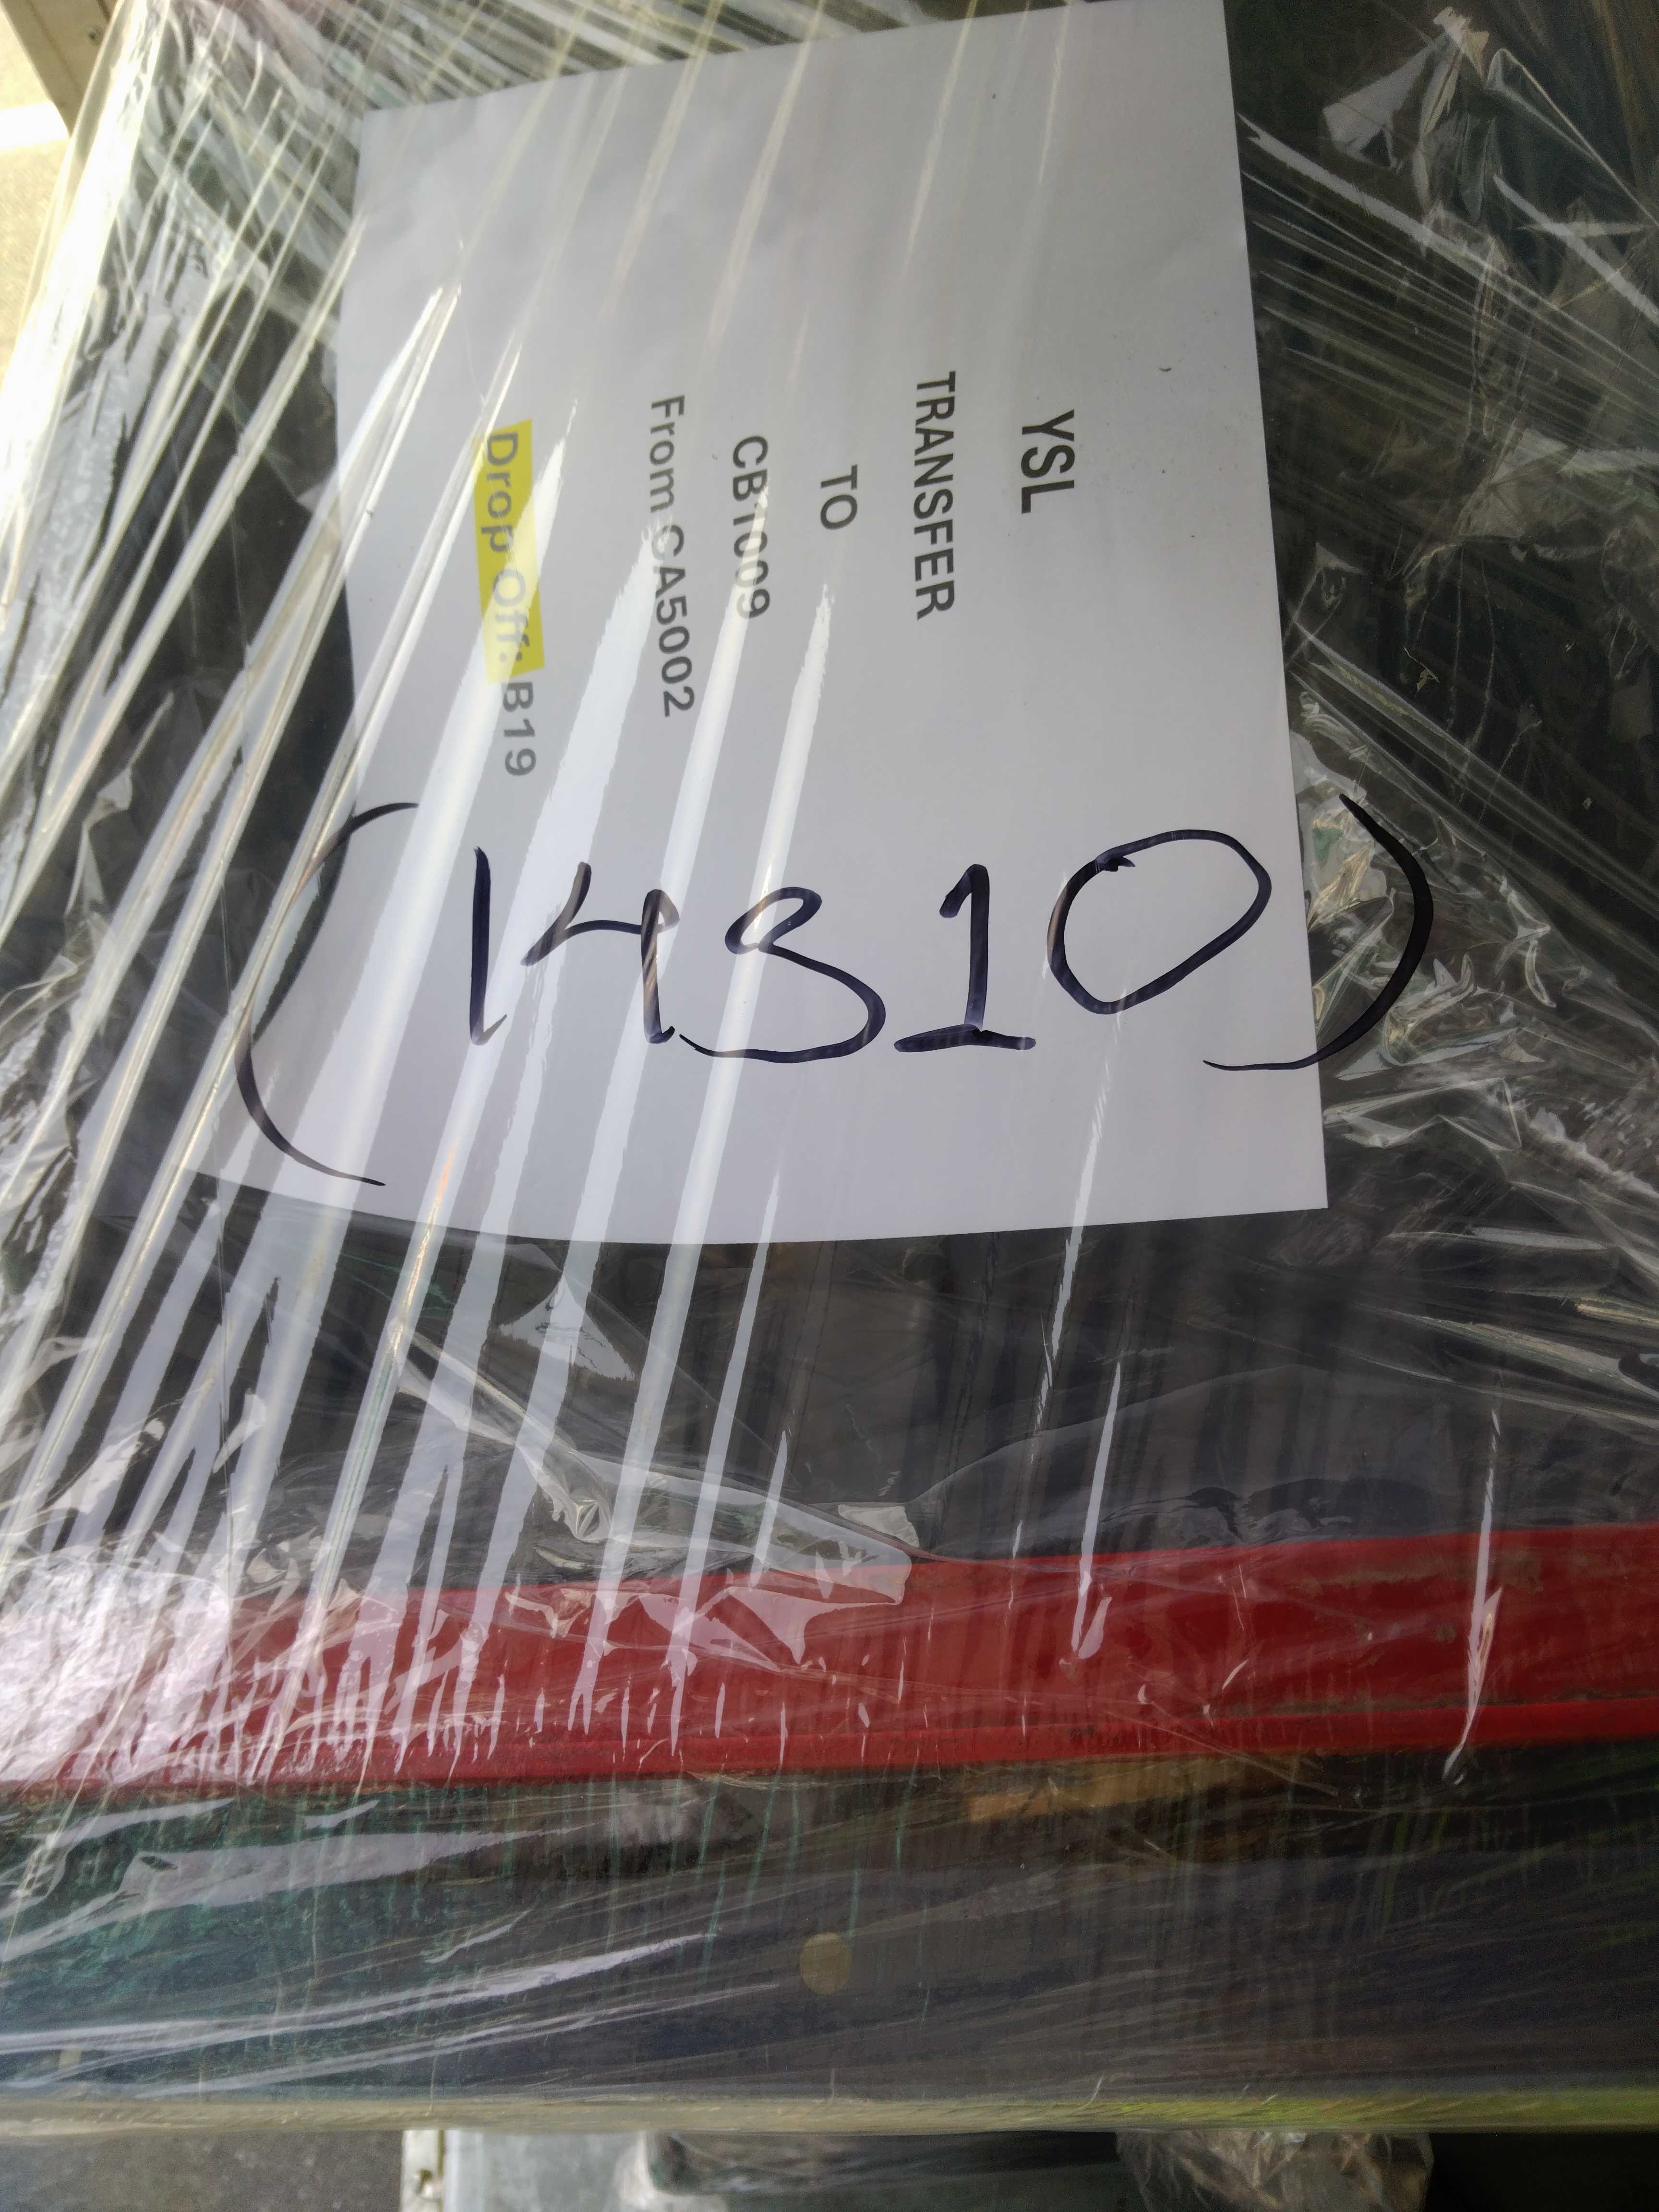 YSL
TRANSFER
TO
CB1009
From CA5002
Drop Off: B19
(14310)